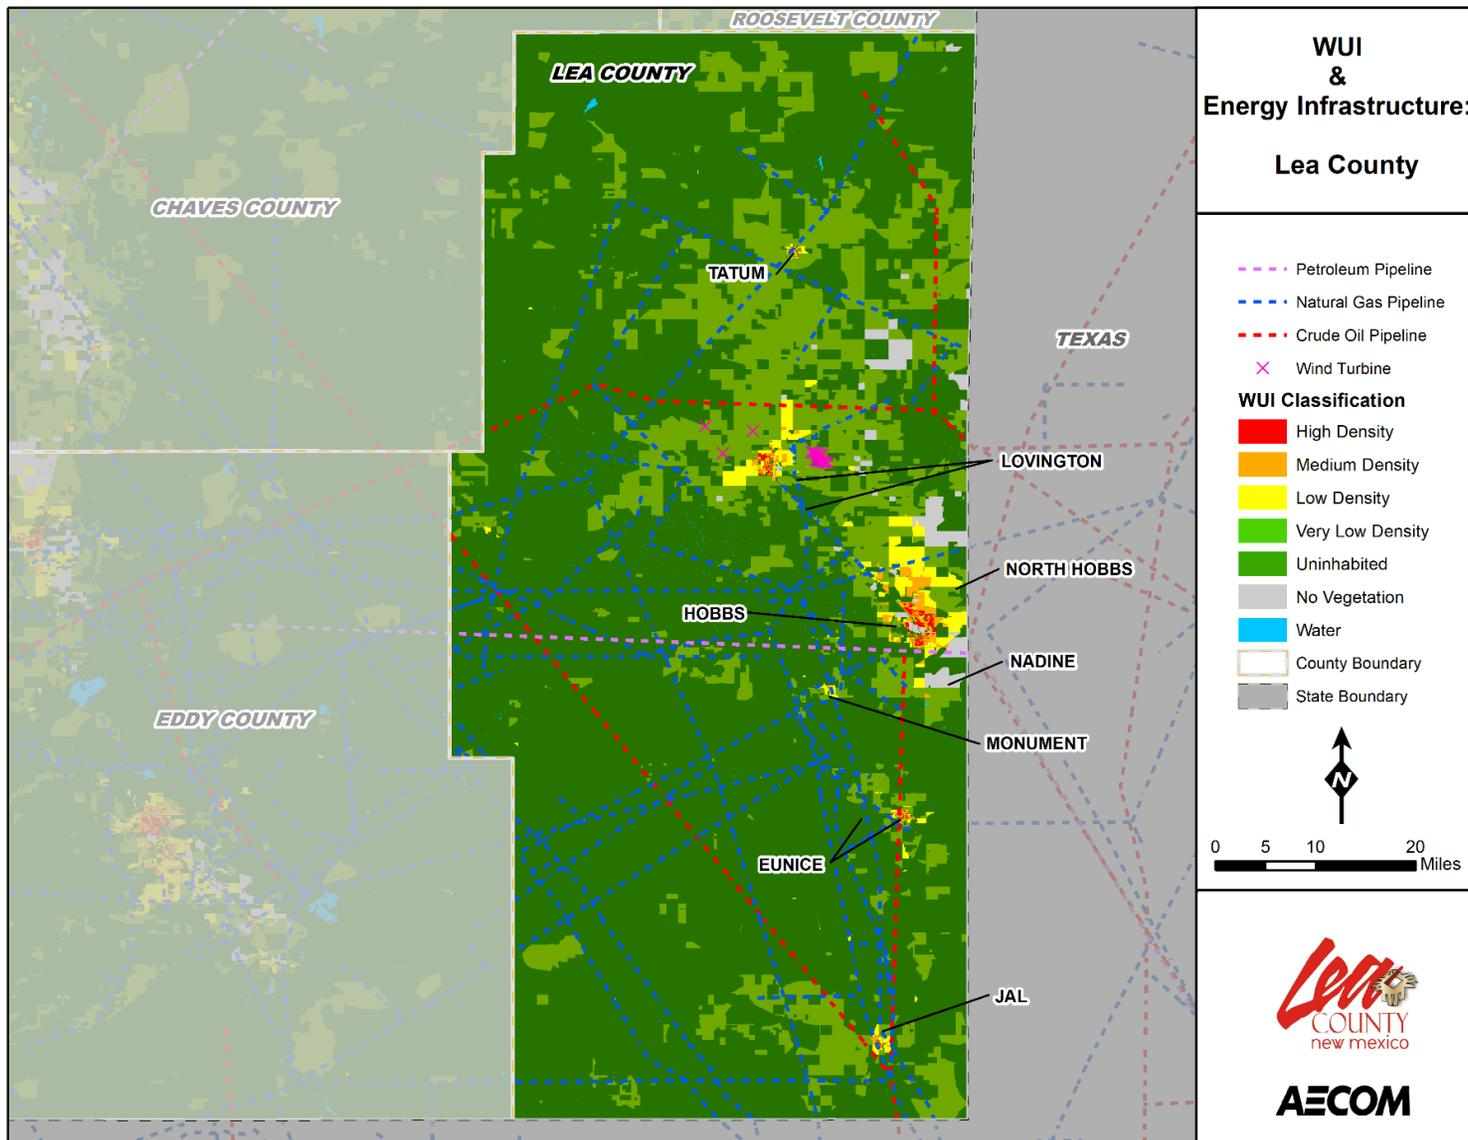 ROOSEVELT COUNTY
LEA COUNTY
CHAVES COUNTY
TATUM
TEXAS
LOVINGTON
NORTH HOBBS
HOBBS
NADINE
EDDY COUNTY
MONUMENT
EUNICE
JAL
WUI
&
Energy Infrastructure:
Lea County
Petroleum Pipeline
Natural Gas Pipeline
Crude Oil Pipeline
Wind Turbine
WUI Classification
High Density
Medium Density
Low Density
Very Low Density
Uninhabited
No Vegetation
Water
County Boundary
State Boundary
N
0 5 10 20
Miles
Lea
COUNTY
new mexico
AECOM